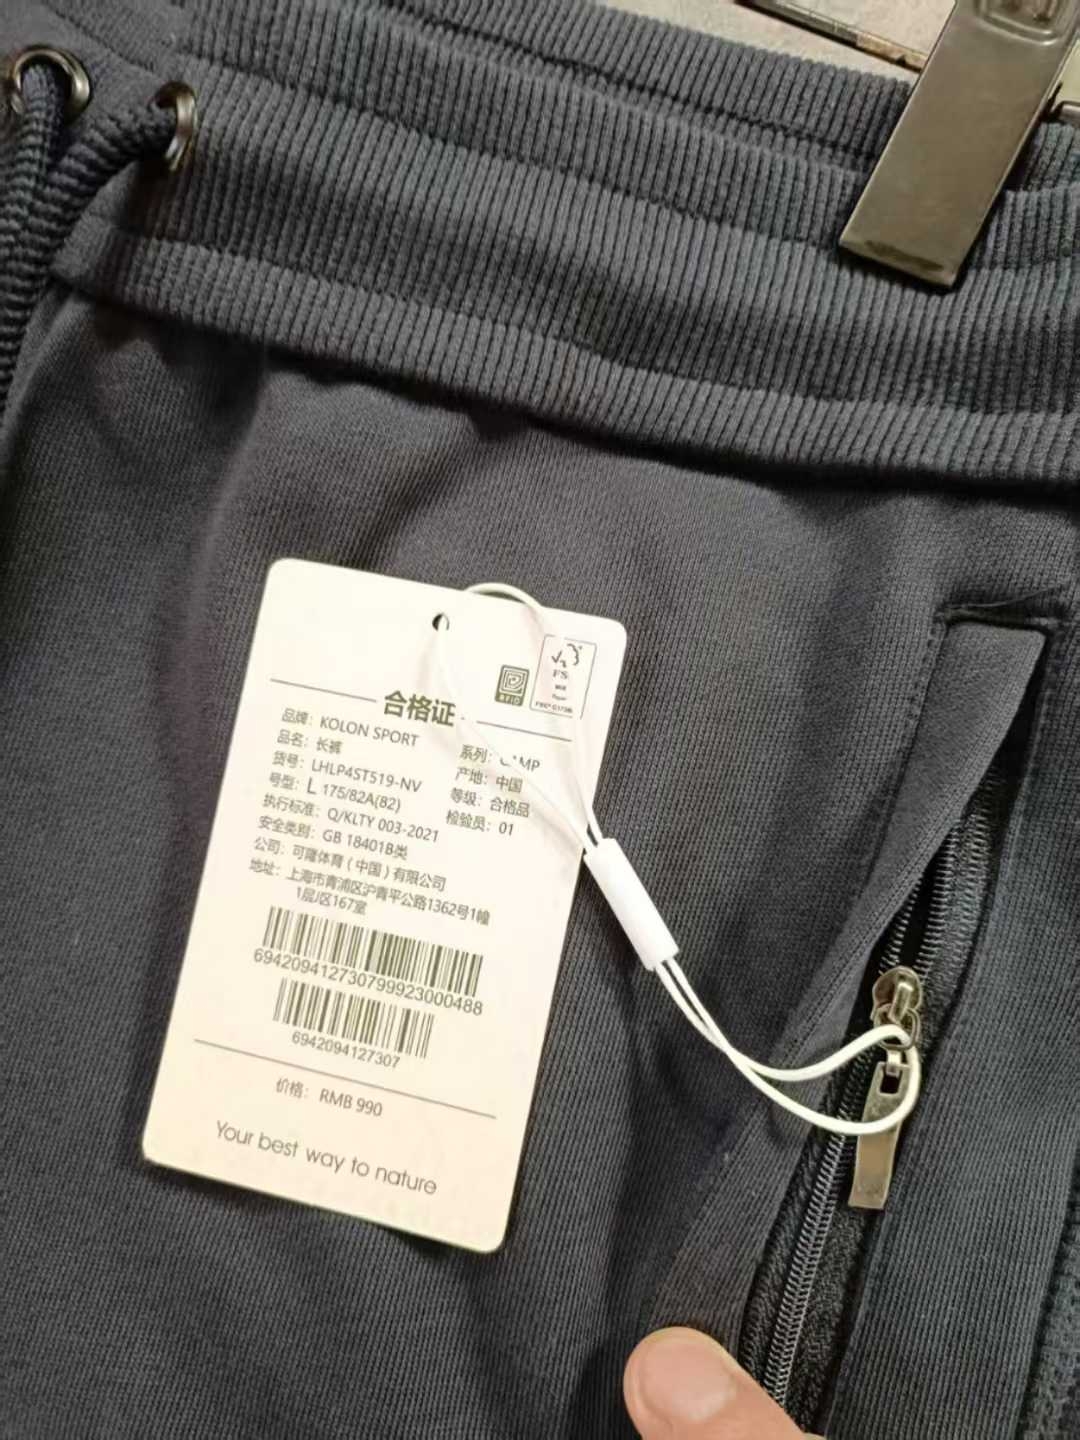 RFID
FSC
MIX
Paper
合格证
品牌：KOLON SPORT
品名：长裤
系列：CAMP
货号：LHLP4ST519-NV
产地：中国
号型：L 175/82A(82)
等级：合格品
执行标准：Q/KLTY 003-2021
检验员：01
安全类别：GB 18401B类
公司：可隆体育（中国）有限公司
地址：上海市青浦区沪青平公路1362号1幢
1层J区167室
694209412730799923000488
6942094127307
价格：RMB 990
Your best way to nature